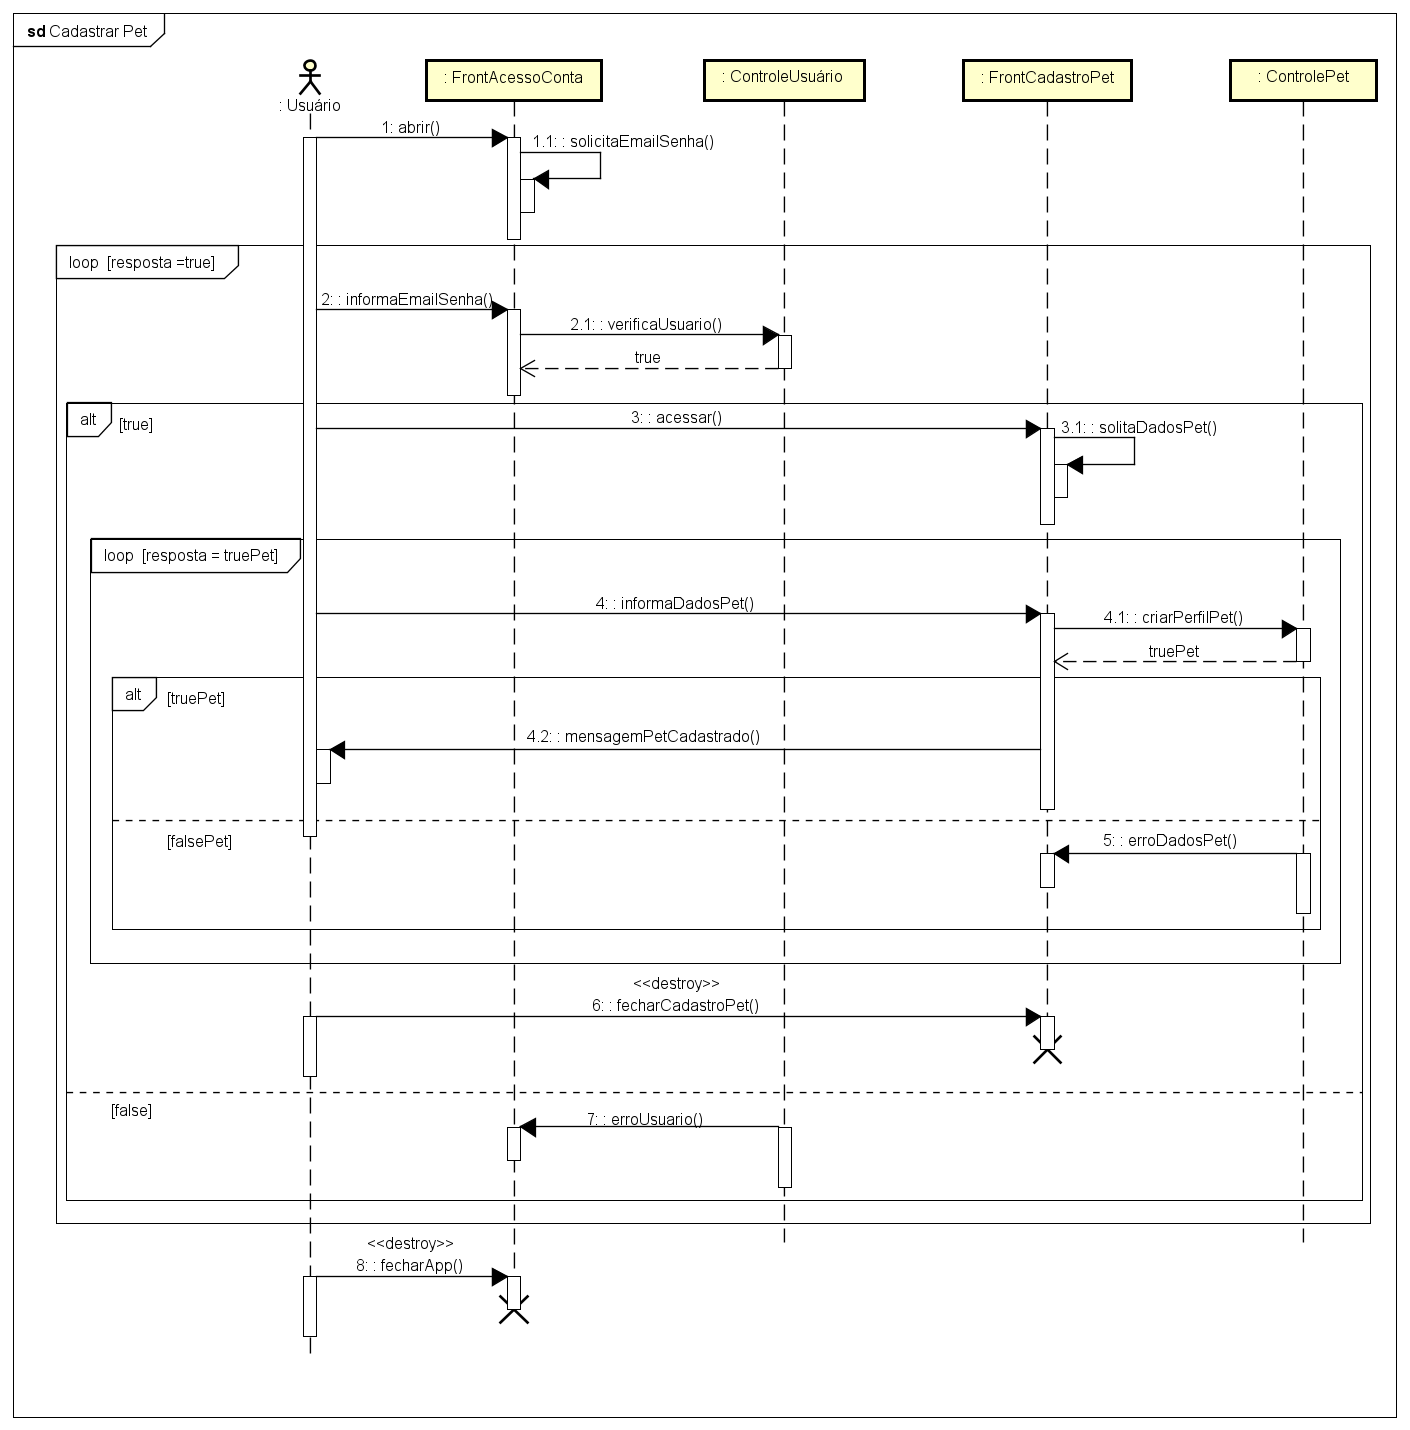 sd Cadastrar Pet
: Usuário
: FrontAcessoConta
: ControleUsuário
: FrontCadastroPet
: ControlePet
1: abrir()
1.1: : solicitaEmailSenha()
loop [resposta =true]
2: : informaEmailSenha()
2.1: : verificaUsuario()
true
alt
[true]
3: : acessar()
3.1: : solitaDadosPet()
loop [resposta = truePet]
4: : informaDadosPet()
4.1: : criarPerfilPet()
truePet
alt
[truePet]
4.2: : mensagemPetCadastrado()
[falsePet]
5: : erroDadosPet()
<<destroy>>
6: : fecharCadastroPet()
[false]
7: : erroUsuario()
<<destroy>>
8: : fecharApp()